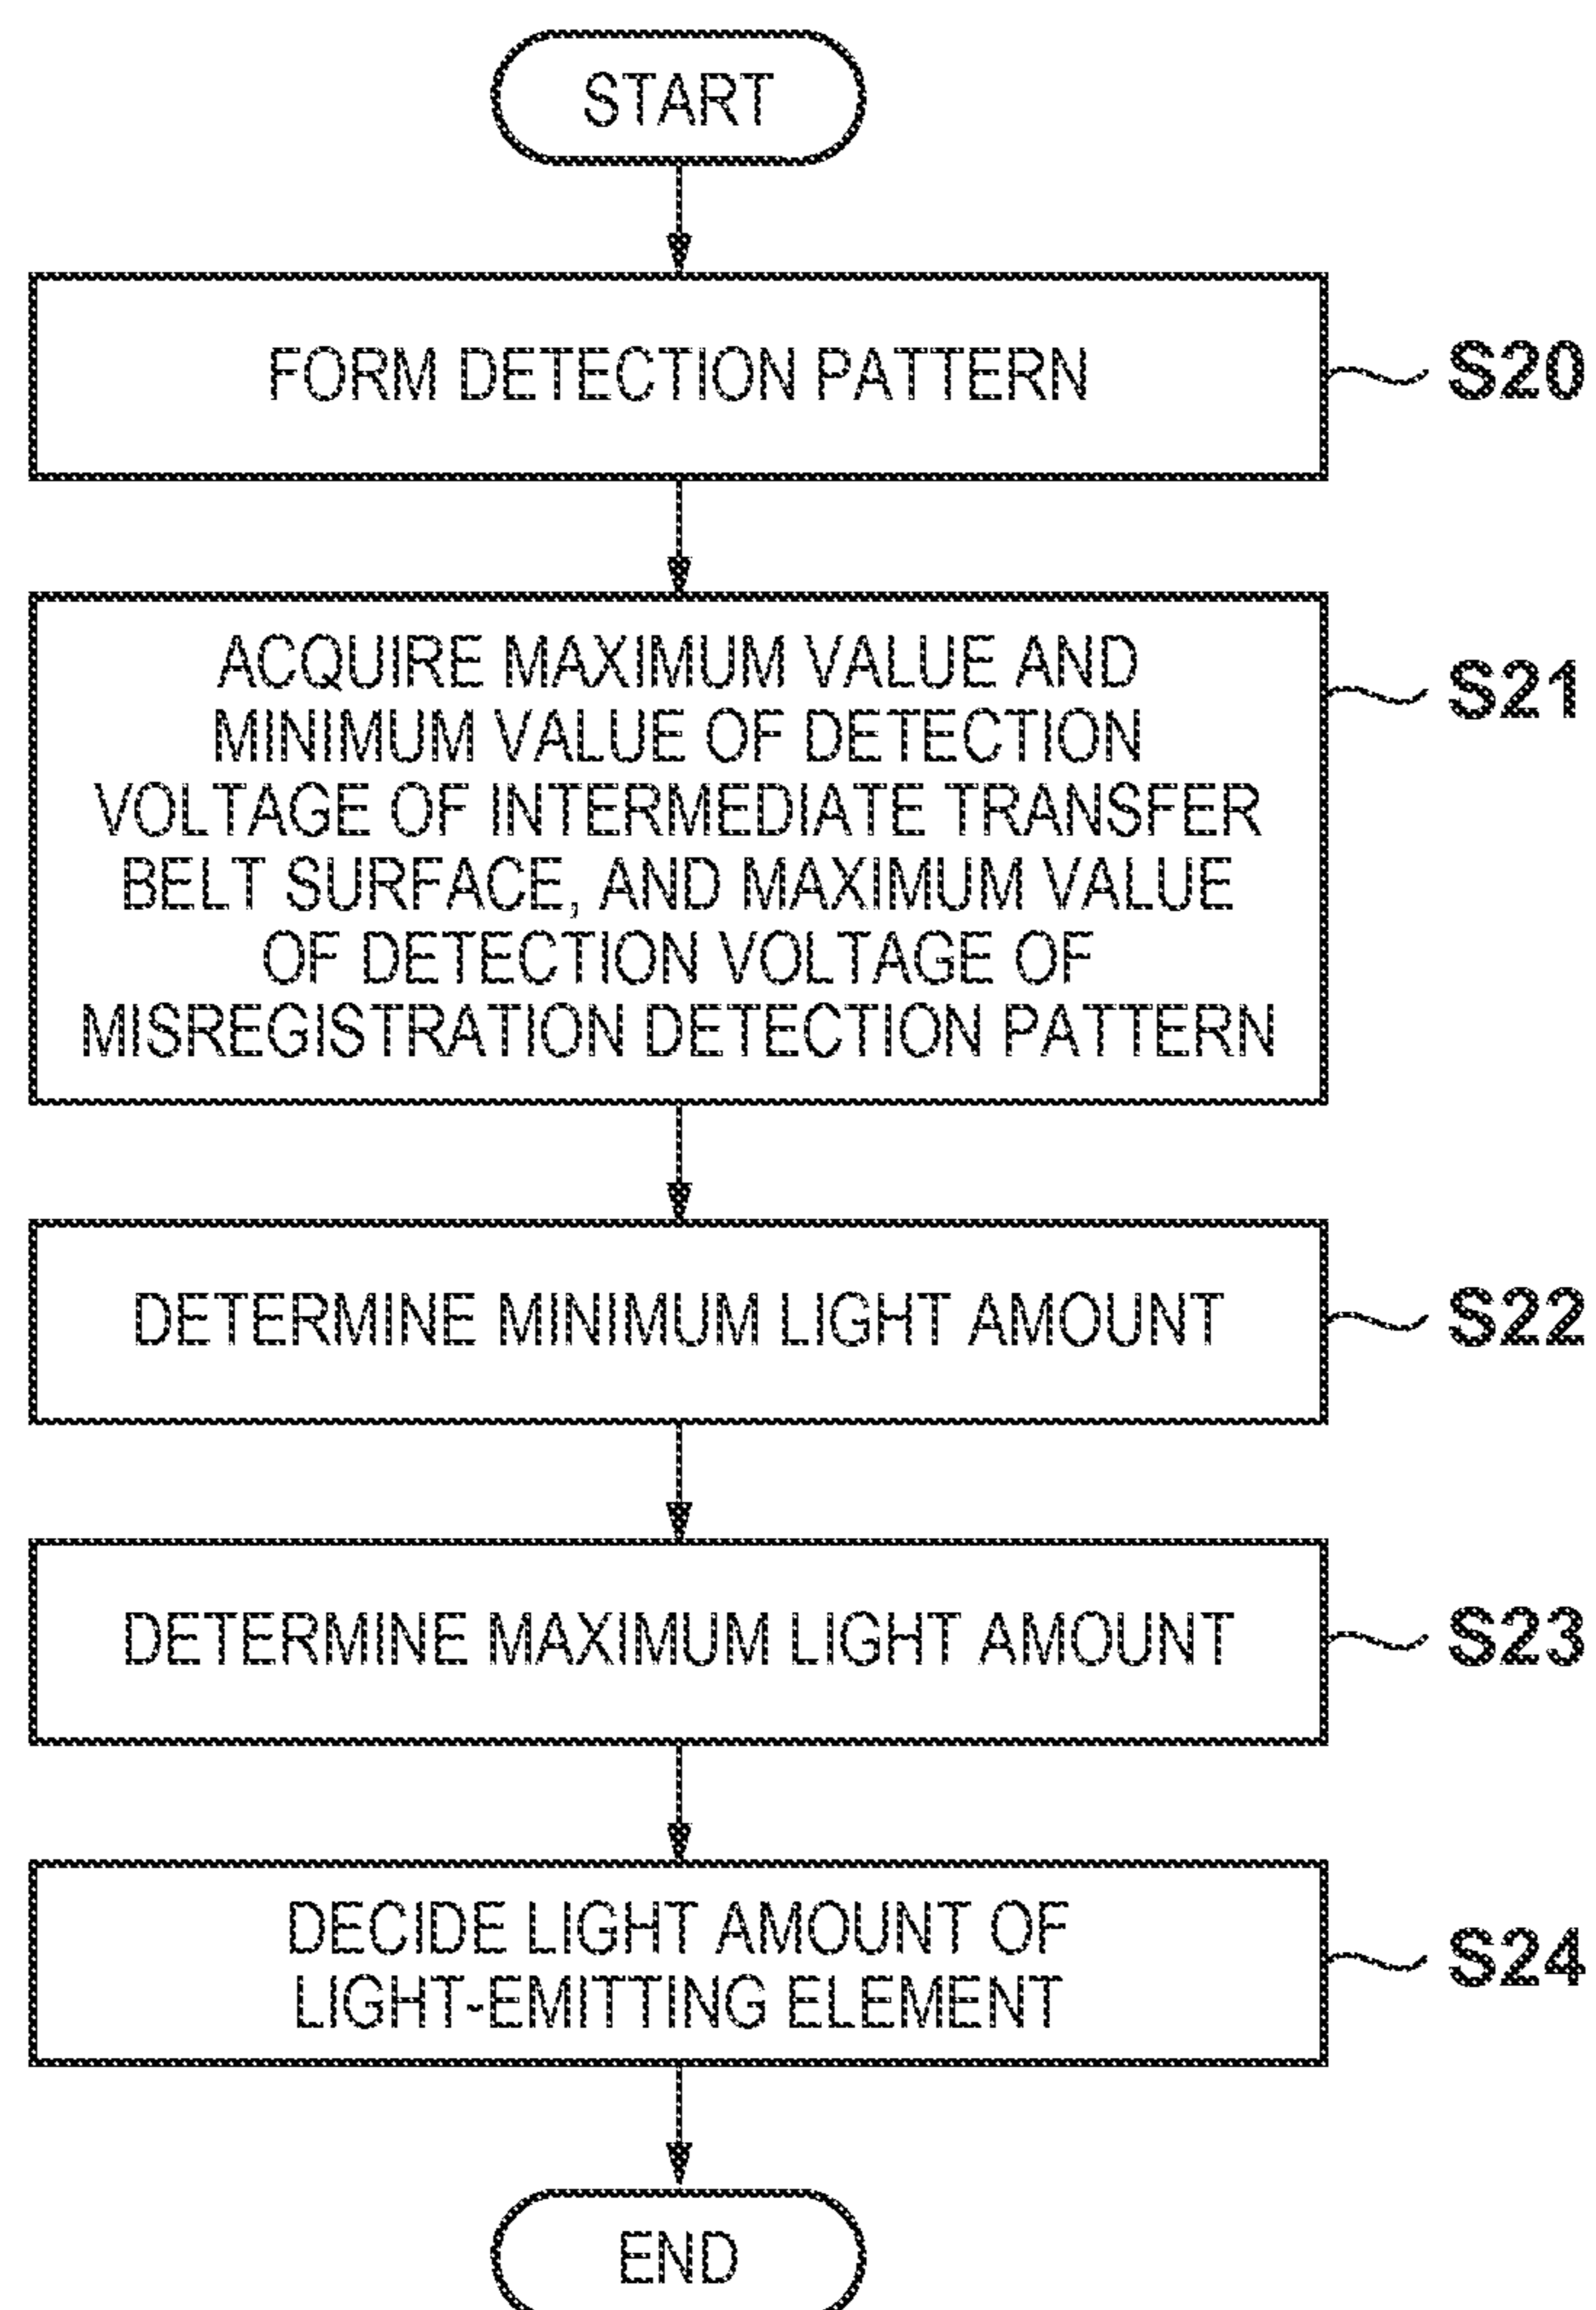 START
FORM DETECTION PATTERN
S20
ACQUIRE MAXIMUM VALUE AND
MINIMUM VALUE OF DETECTION
VOLTAGE OF INTERMEDIATE TRANSFER
BELT SURFACE, AND MAXIMUM VALUE
OF DETECTION VOLTAGE OF
MISREGISTRATION DETECTION PATTERN
S21
DETERMINE MINIMUM LIGHT AMOUNT
S22
DETERMINE MAXIMUM LIGHT AMOUNT
S23
DECIDE LIGHT AMOUNT OF
LIGHT-EMITTING ELEMENT
S24
END